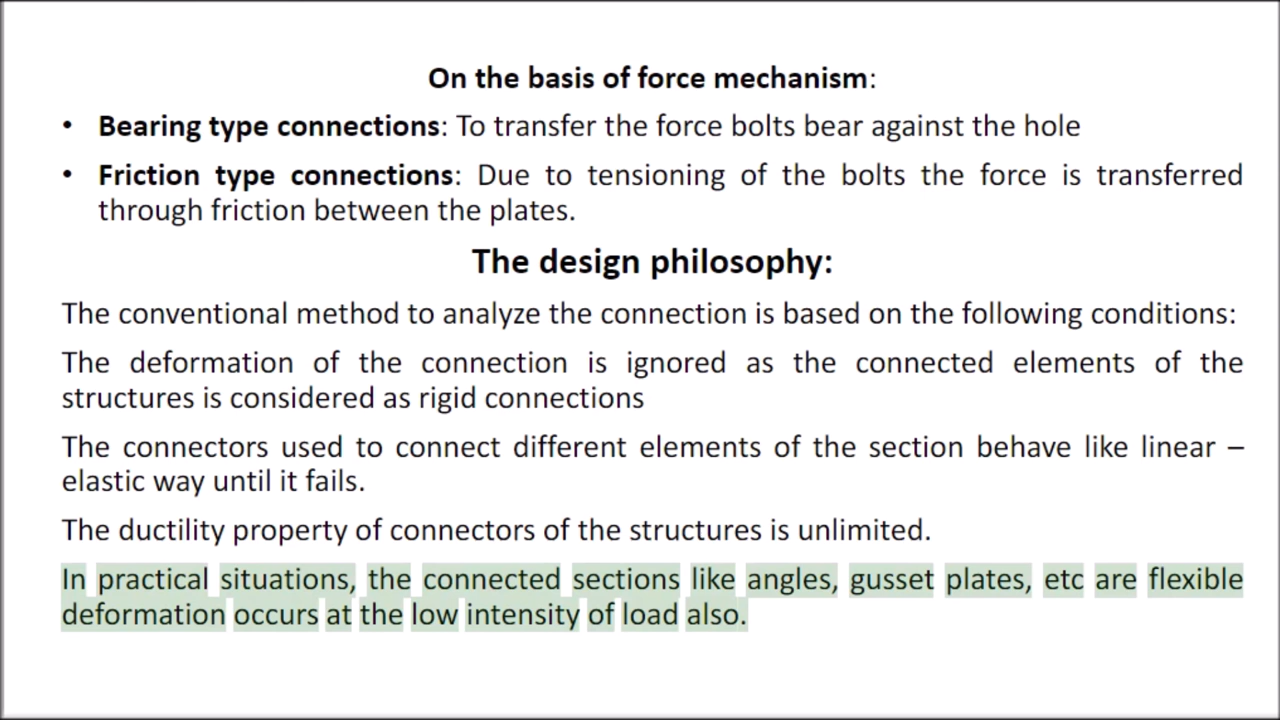 On the basis of force mechanism:
• Bearing type connections: To transfer the force bolts bear against the hole
• Friction type connections: Due to tensioning of the bolts the force is transferred
through friction between the plates.
The design philosophy:
The conventional method to analyze the connection is based on the following conditions:
The deformation of the connection is ignored as the connected elements of the
structures is considered as rigid connections
The connectors used to connect different elements of the section behave like linear –
elastic way until it fails.
The ductility property of connectors of the structures is unlimited.
In practical situations, the connected sections like angles, gusset plates, etc are flexible
deformation occurs at the low intensity of load also.